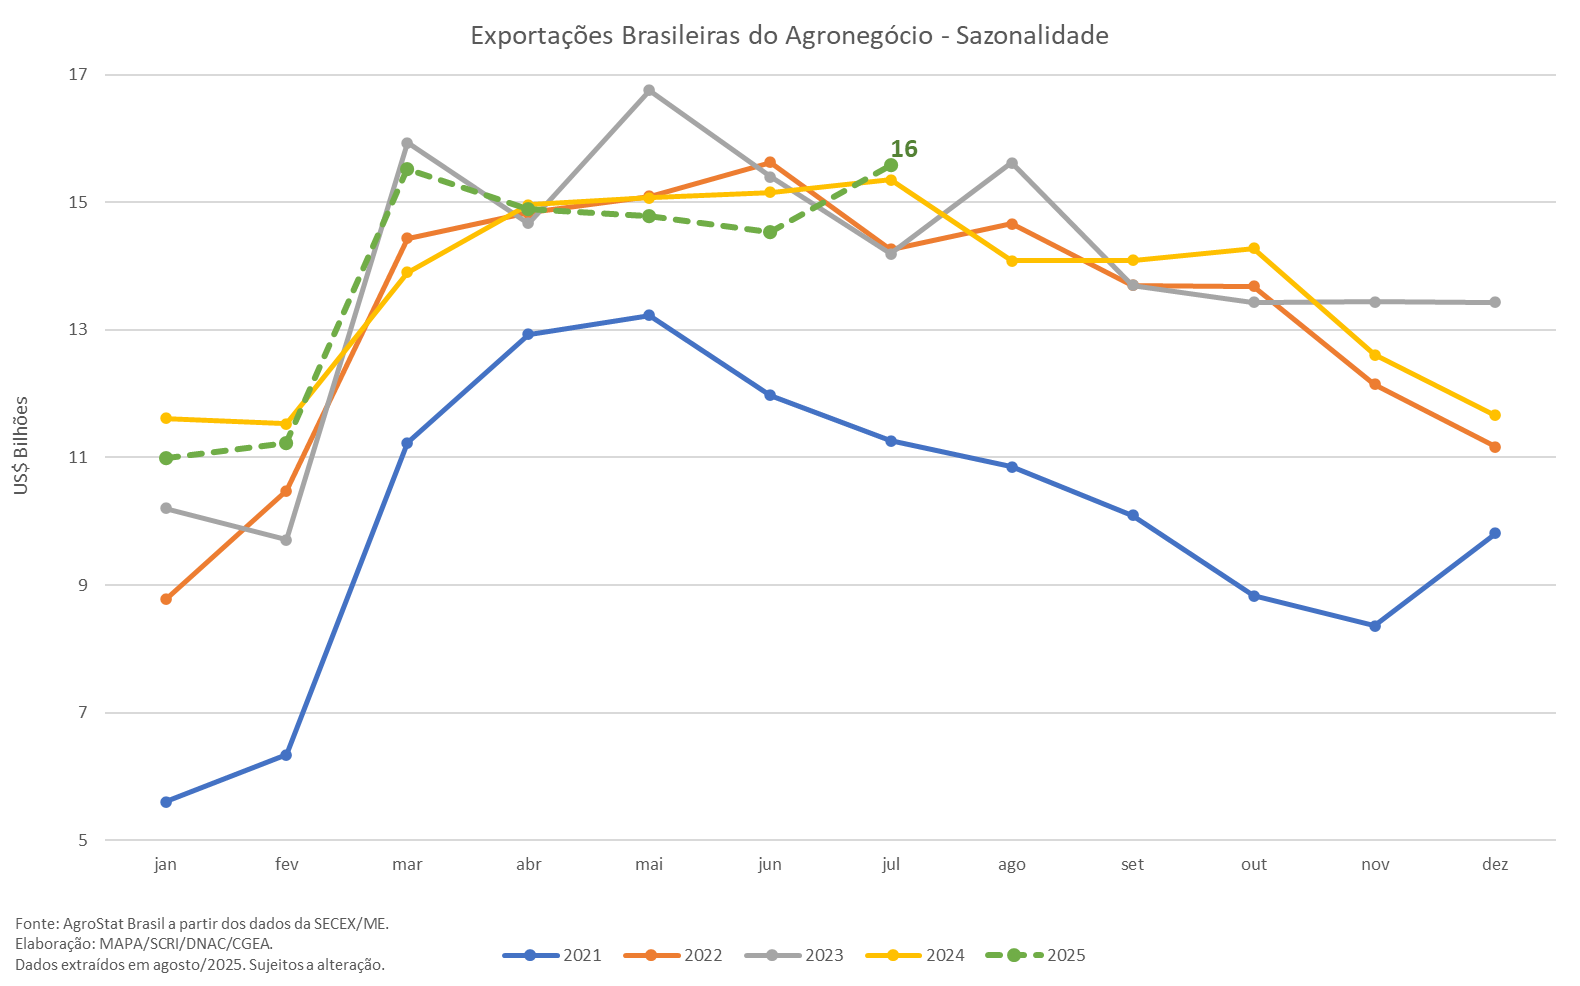 Exportações Brasileiras do Agronegócio - Sazonalidade
17
15
13
11
9
7
5
US$ Bilhões
16
jan fev mar abr mai jun jul ago set out nov dez
Fonte: AgroStat Brasil a partir dos dados da SECEX/ME.
Elaboração: MAPA/SCRI/DNAC/CGEA.
Dados extraídos em agosto/2025. Sujeitos a alteração.
2021 2022 2023 2024 2025